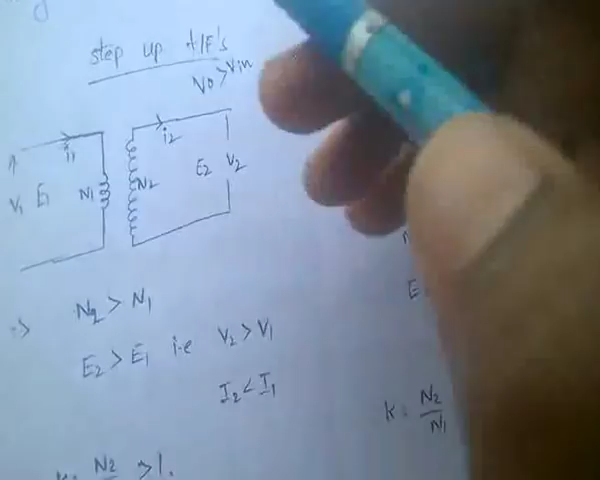 step up t/F's
Vo > Vin
i1
i2
V1 E1 N1 N2 E2 V2
=> N2 > N1
E2 > E1 i.e V2 > V1
I2 < I1
K: N2
N1
K: N2 > 1.